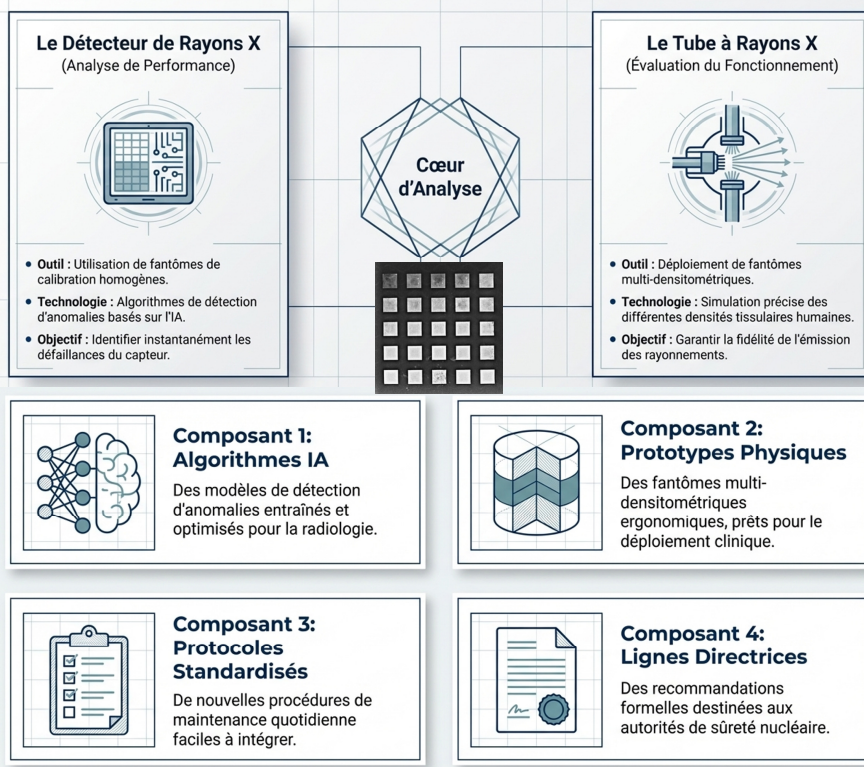 Le Détecteur de Rayons X
(Analyse de Performance)
• Outil : Utilisation de fantômes de
calibration homogènes.
• Technologie : Algorithmes de détection
d'anomalies basés sur l'IA.
• Objectif : Identifier instantanément les
défaillances du capteur.
Cœur
d'Analyse
Le Tube à Rayons X
(Évaluation du Fonctionnement)
• Outil : Déploiement de fantômes
multi-densitométriques.
• Technologie : Simulation précise des
différentes densités tissulaires humaines.
• Objectif : Garantir la fidélité de l'émission
des rayonnements.
Composant 1:
Algorithmes IA
Des modèles de détection
d'anomalies entraînés et
optimisés pour la radiologie.
Composant 2:
Prototypes Physiques
Des fantômes multi-
densitométriques
ergonomiques, prêts pour le
déploiement clinique.
Composant 3:
Protocoles
Standardisés
De nouvelles procédures de
maintenance quotidienne
faciles à intégrer.
Composant 4:
Lignes Directrices
Des recommandations
formelles destinées aux
autorités de sûreté nucléaire.